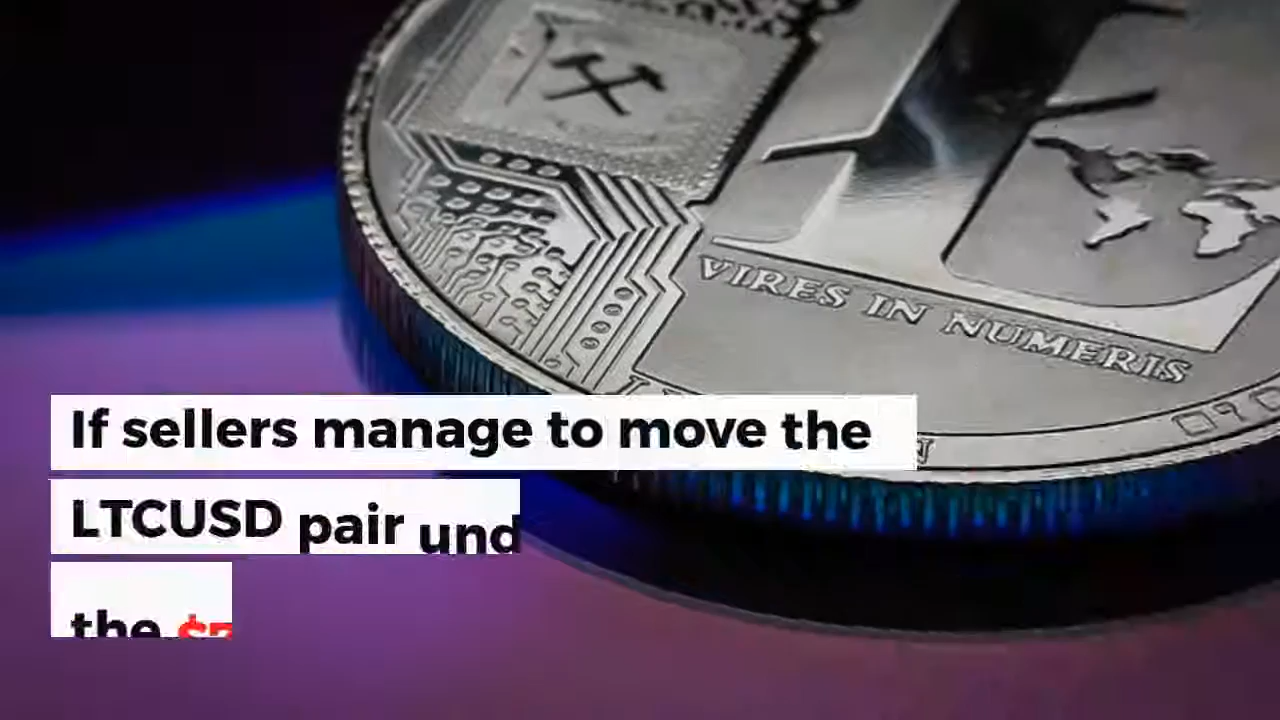 VIRES IN NUMERIS
If sellers manage to move the
LTCUSD pair und
the